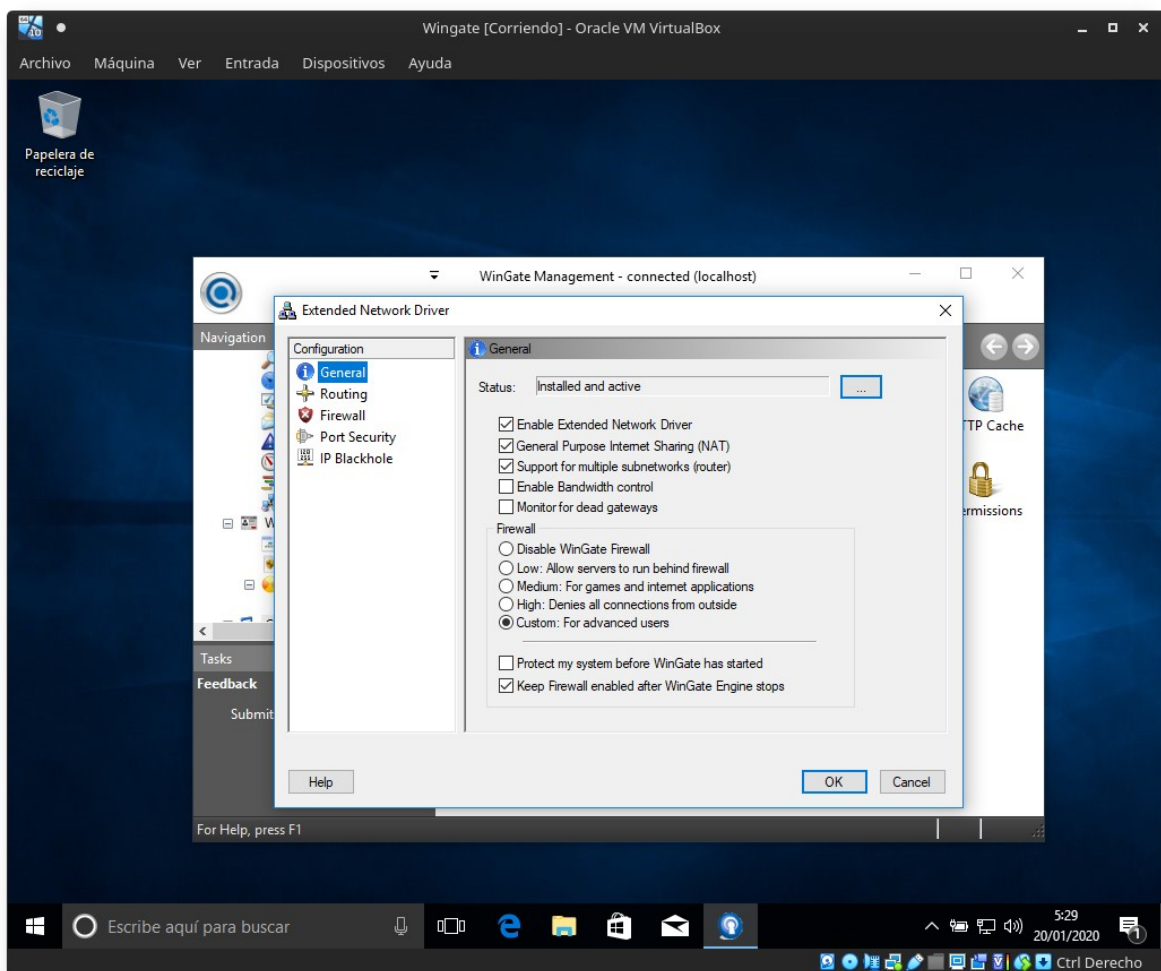 Wingate [Corriendo] - Oracle VM VirtualBox
Archivo Máquina Ver Entrada Dispositivos Ayuda
Papelera de
reciclaje
WinGate Management - connected (localhost)
Extended Network Driver
Navigation
Configuration
General
Routing
Firewall
Port Security
IP Blackhole
General
Status: Installed and active ...
Enable Extended Network Driver
General Purpose Internet Sharing (NAT)
Support for multiple subnetworks (router)
Enable Bandwidth control
Monitor for dead gateways
Firewall
Disable WinGate Firewall
Low: Allow servers to run behind firewall
Medium: For games and internet applications
High: Denies all connections from outside
Custom: For advanced users
Protect my system before WinGate has started
Keep Firewall enabled after WinGate Engine stops
TP Cache
ermissions
W
Tasks
Feedback
Submit
Help OK Cancel
For Help, press F1
Escribe aquí para buscar
5:29
20/01/2020
1
Ctrl Derecho